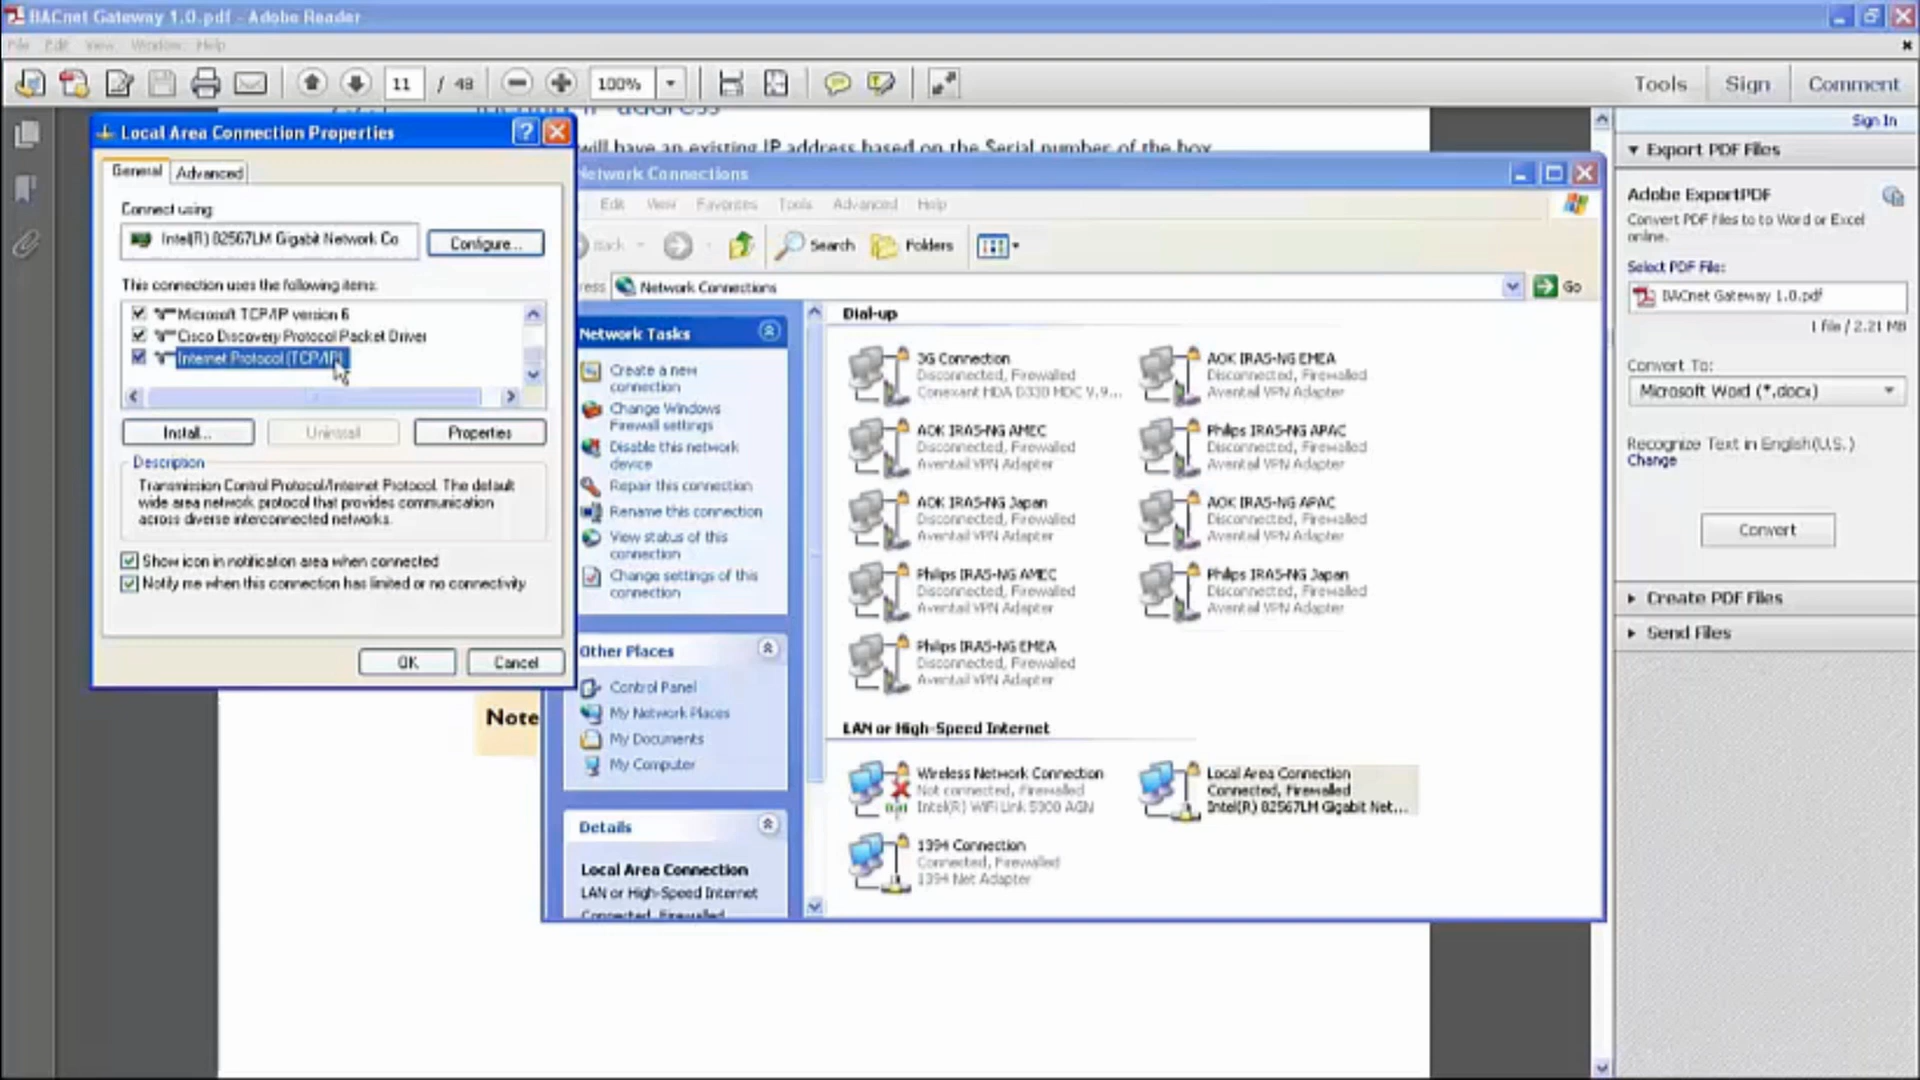 BACnet Gateway 1.0.pdf - Adobe Reader
File Edit View Window Help
11 / 48 100% Tools Sign Comment
Sign In
IP address
will have an existing IP address based on the Serial number of the box
Local Area Connection Properties
General Advanced
Connect using:
Intel(R) 82567LM Gigabit Network Co Configure...
This connection uses the following items:
Microsoft TCP/IP version 6
Cisco Discovery Protocol Packet Driver
Internet Protocol (TCP/IP)
Install... Uninstall Properties
Description
Transmission Control Protocol/Internet Protocol. The default
wide area network protocol that provides communication
across diverse interconnected networks.
Show icon in notification area when connected
Notify me when this connection has limited or no connectivity
OK Cancel
Note
Network Connections
Edit View Favorites Tools Advanced Help
Back Search Folders
ress Network Connections Go
Network Tasks
Create a new
connection
Change Windows
Firewall settings
Disable this network
device
Repair this connection
Rename this connection
View status of this
connection
Change settings of this
connection
Other Places
Control Panel
My Network Places
My Documents
My Computer
Details
Local Area Connection
LAN or High-Speed Internet
Connected, Firewalled
Dial-up
3G Connection
Disconnected, Firewalled
Conexant HDA D330 MDC V.9...
AOK IRAS-NG EMEA
Disconnected, Firewalled
Aventail VPN Adapter
AOK IRAS-NG AMEC
Disconnected, Firewalled
Aventail VPN Adapter
Philips IRAS-NG APAC
Disconnected, Firewalled
Aventail VPN Adapter
AOK IRAS-NG Japan
Disconnected, Firewalled
Aventail VPN Adapter
AOK IRAS-NG APAC
Disconnected, Firewalled
Aventail VPN Adapter
Philips IRAS-NG AMEC
Disconnected, Firewalled
Aventail VPN Adapter
Philips IRAS-NG Japan
Disconnected, Firewalled
Aventail VPN Adapter
Philips IRAS-NG EMEA
Disconnected, Firewalled
Aventail VPN Adapter
LAN or High-Speed Internet
Wireless Network Connection
Not connected, Firewalled
Intel(R) WiFi Link 5300 AGN
Local Area Connection
Connected, Firewalled
Intel(R) 82567LM Gigabit Net...
1394 Connection
Connected, Firewalled
1394 Net Adapter
Export PDF Files
Adobe ExportPDF
Convert PDF files to to Word or Excel
online.
Select PDF File:
BACnet Gateway 1.0.pdf
1 file / 2.21 MB
Convert To:
Microsoft Word (*.docx)
Recognize Text in English(U.S.)
Change
Convert
Create PDF Files
Send Files